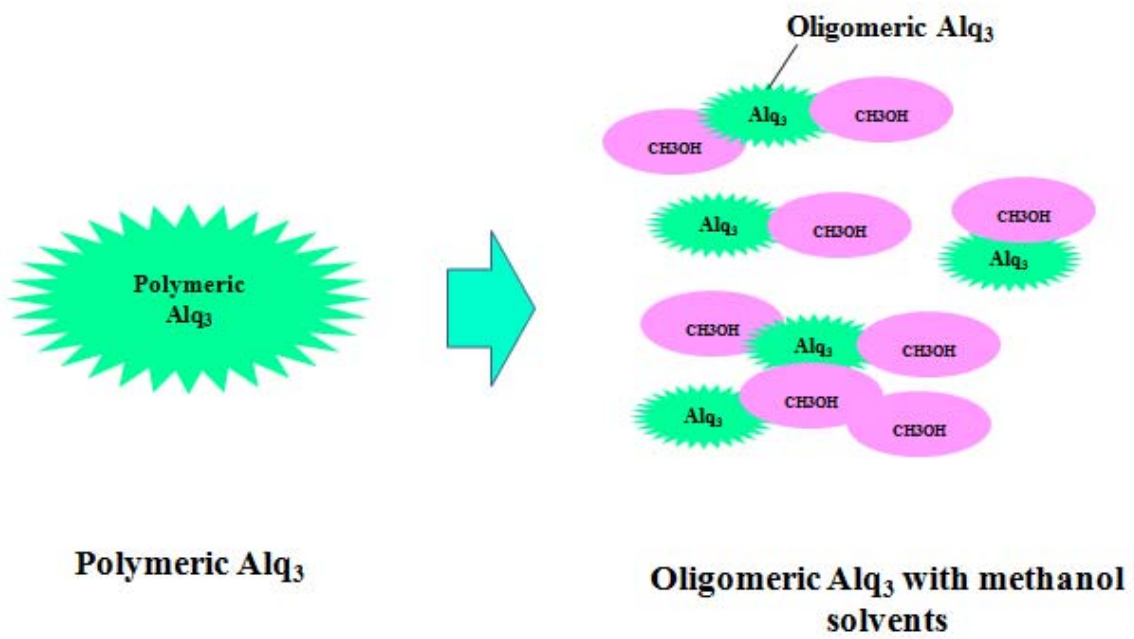 Oligomeric Alq₃
Alq₃
CH3OH
CH3OH
Alq₃
CH3OH
CH3OH
Alq₃
Polymeric
Alq₃
CH3OH
Alq₃
CH3OH
CH3OH
Alq₃
CH3OH
Polymeric Alq₃
Oligomeric Alq₃ with methanol
solvents